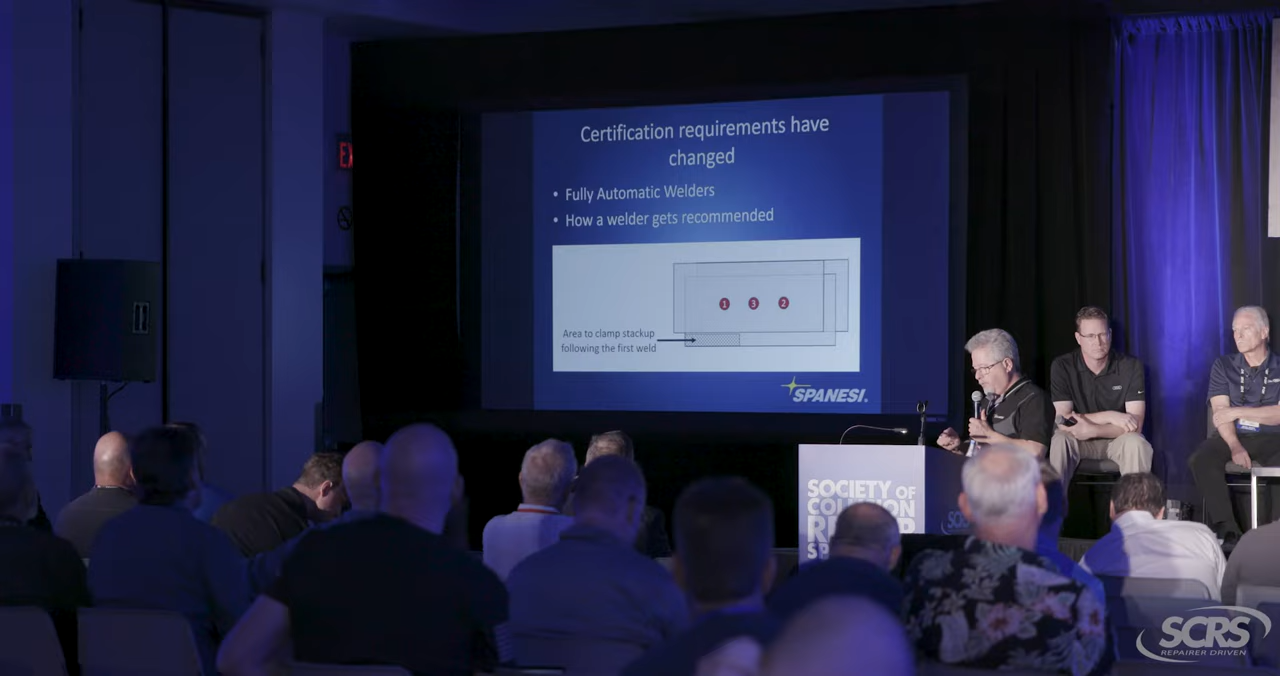 Certification requirements have
changed
• Fully Automatic Welders
• How a welder gets recommended
1 3 2
Area to clamp stackup
following the first weld
SPANESI.
EX
SOCIETY OF
SCRS
REPAIRER DRIVEN